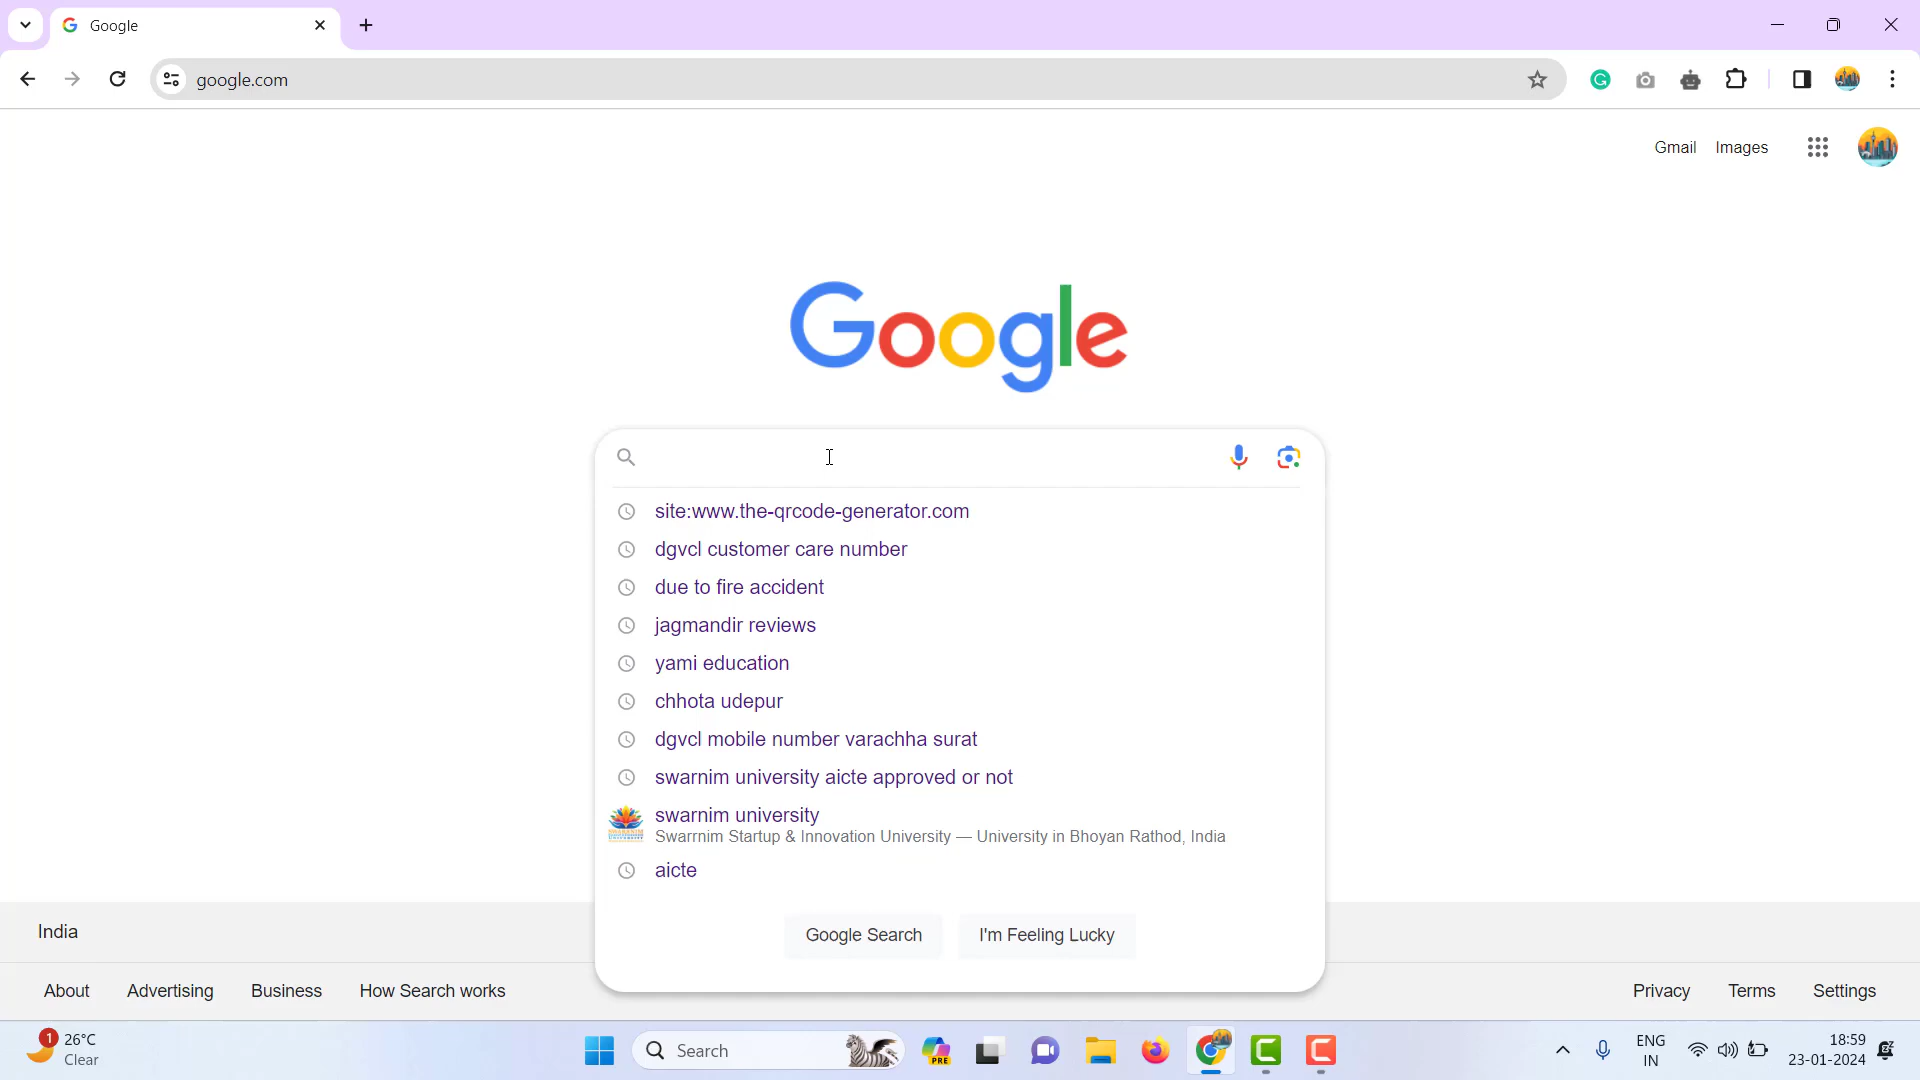 Google
google.com
Gmail Images
Google
site:www.the-qrcode-generator.com
dgvcl customer care number
due to fire accident
jagmandir reviews
yami education
chhota udepur
dgvcl mobile number varachha surat
swarnim university aicte approved or not
swarnim university
Swarrnim Startup & Innovation University — University in Bhoyan Rathod, India
aicte
Google Search I'm Feeling Lucky
India
About Advertising Business How Search works Privacy Terms Settings
1 26°C
Clear
Search
PRE
ENG
IN
18:59
23-01-2024